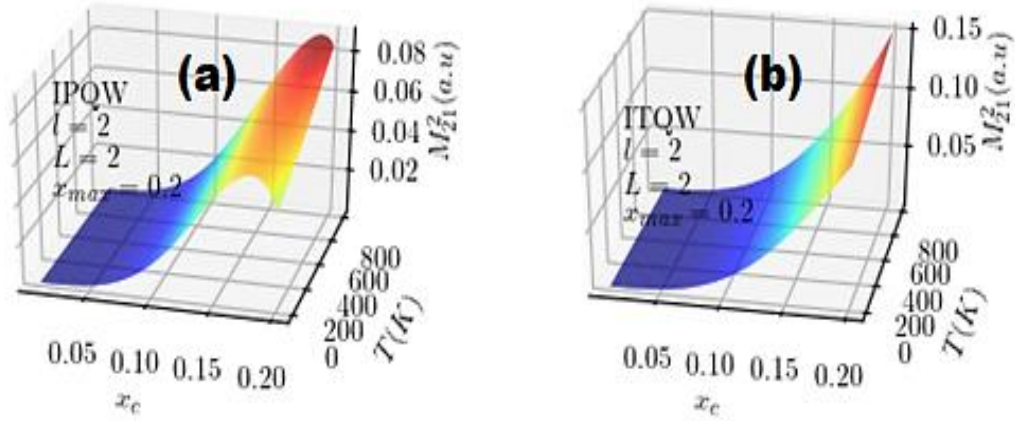 (a)
IPQW
l = 2
L = 2
x_max = 0.2
0.08
0.06
0.04
0.02
M²₂₁(a.u)
800
600
400
200
0
T(K)
0.05 0.10 0.15 0.20
x_c
(b)
ITQW
l = 2
L = 2
x_max = 0.2
0.15
0.10
0.05
M²₂₁(a.u)
800
600
400
200
0
T(K)
0.05 0.10 0.15 0.20
x_c